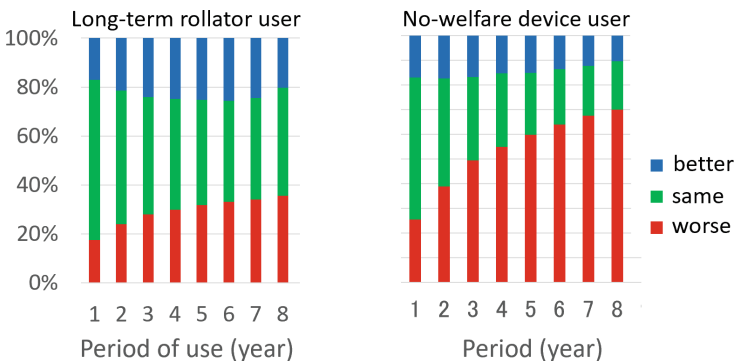 Long-term rollator user
No-welfare device user
100%
80%
60%
40%
20%
0%
better
same
worse
1 2 3 4 5 6 7 8
1 2 3 4 5 6 7 8
Period of use (year)
Period (year)